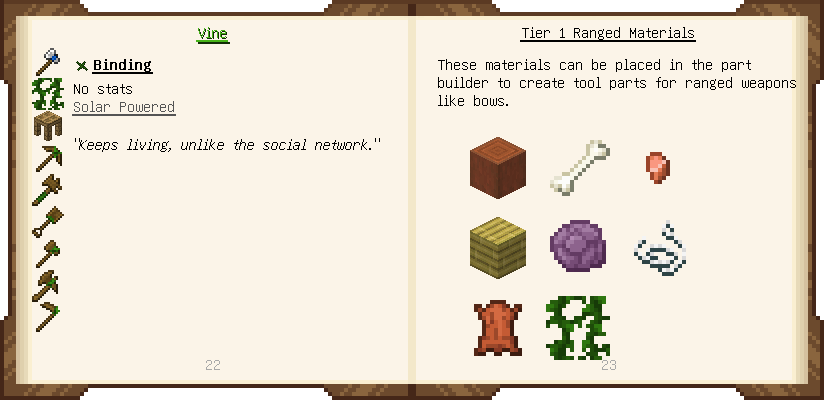 Vine
Binding
No stats
Solar Powered
"Keeps living, unlike the social network."
22
Tier 1 Ranged Materials
These materials can be placed in the part
builder to create tool parts for ranged weapons
like bows.
23